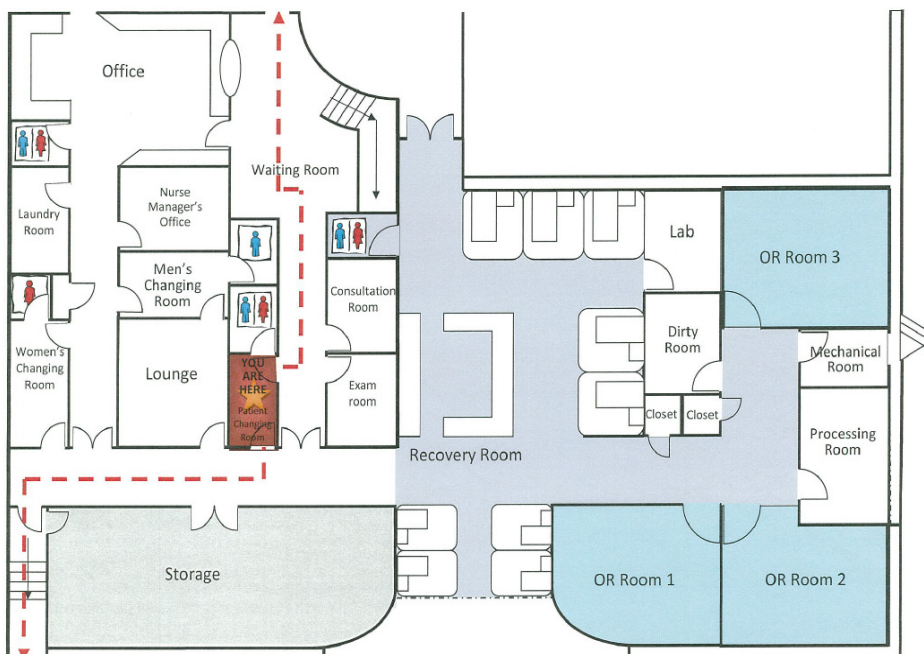 Office
Waiting Room
Nurse
Manager's
Office
Laundry
Room
Men's
Changing
Room
Lab
OR Room 3
Consultation
Room
Dirty
Room
Women's
Changing
Room
Lounge
YOU
ARE
HERE
Patient
Changing
Room
Exam
room
Mechanical
Room
Closet
Closet
Processing
Room
Recovery Room
Storage
OR Room 1
OR Room 2